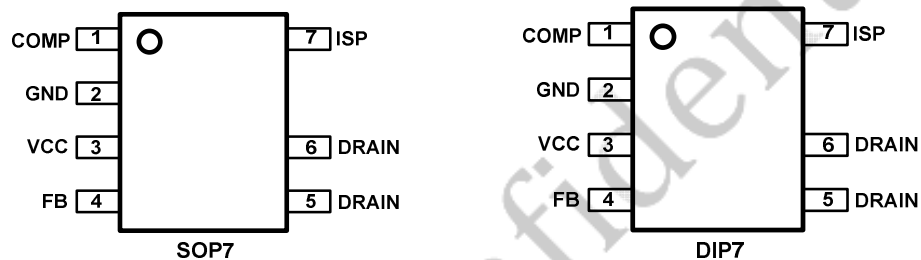 COMP 1 7 ISP
GND 2
VCC 3 6 DRAIN
FB 4 5 DRAIN
SOP7
COMP 1 7 ISP
GND 2
VCC 3 6 DRAIN
FB 4 5 DRAIN
DIP7
fidenti